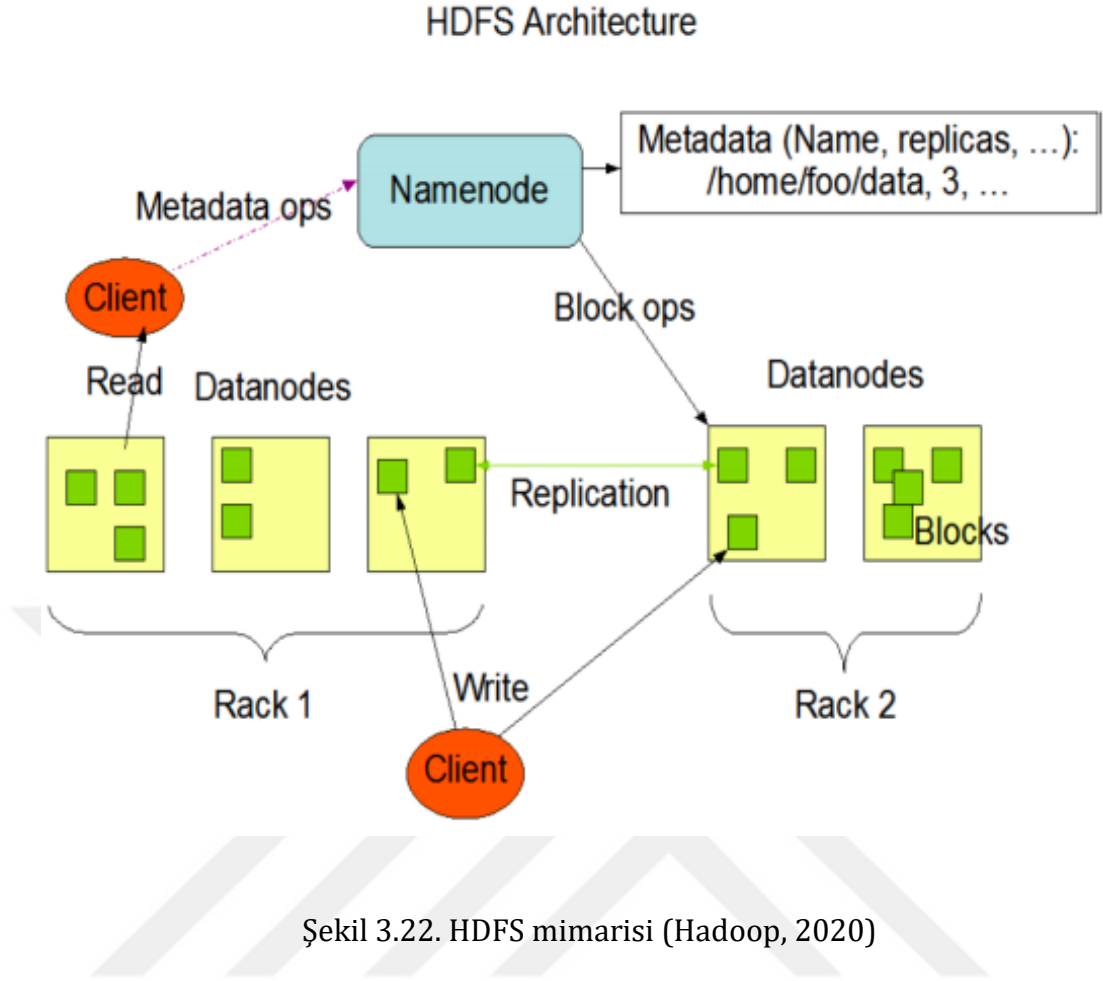 HDFS Architecture
Metadata (Name, replicas, …):
/home/foo/data, 3, …
Namenode
Metadata ops
Client
Block ops
Read
Datanodes
Datanodes
Replication
Blocks
Rack 1
Write
Rack 2
Client
Şekil 3.22. HDFS mimarisi (Hadoop, 2020)